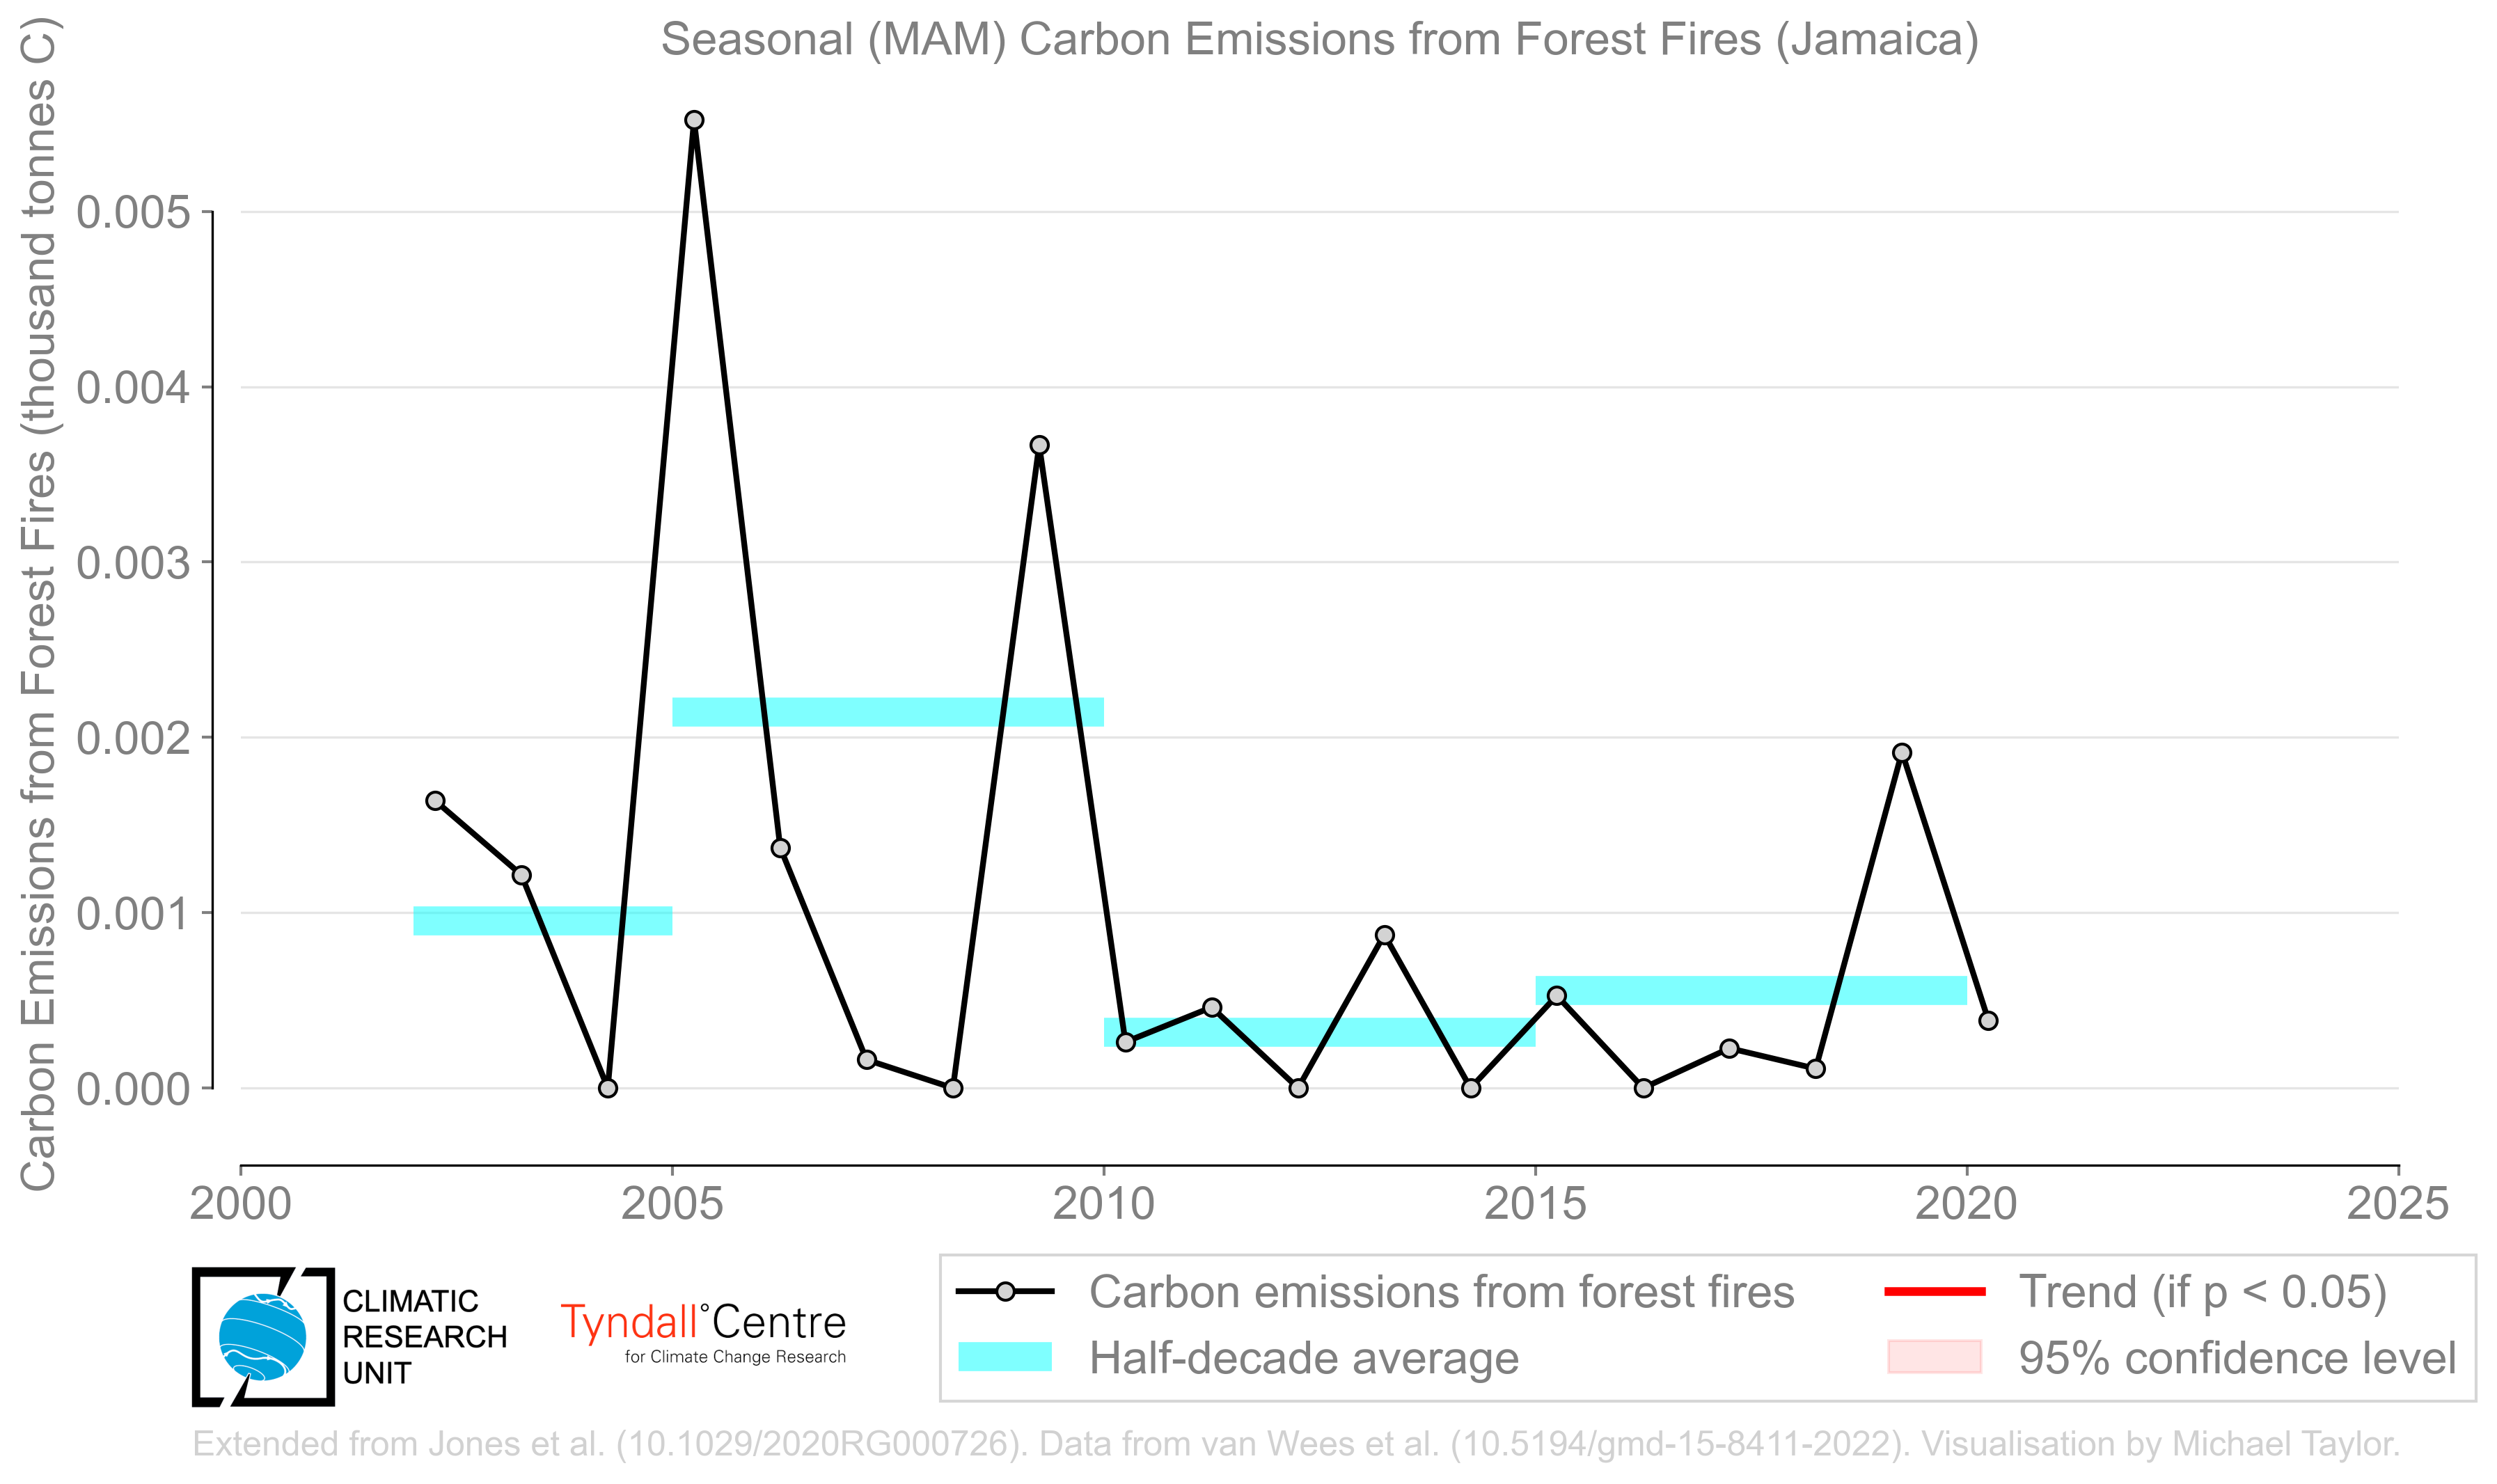 Seasonal (MAM) Carbon Emissions from Forest Fires (Jamaica)
Carbon Emissions from Forest Fires (thousand tonnes C)
0.005
0.004
0.003
0.002
0.001
0.000
2000 2005 2010 2015 2020 2025
CLIMATIC
RESEARCH
UNIT
Tyndall°Centre
for Climate Change Research
Carbon emissions from forest fires
Half-decade average
Trend (if p < 0.05)
95% confidence level
Extended from Jones et al. (10.1029/2020RG000726). Data from van Wees et al. (10.5194/gmd-15-8411-2022). Visualisation by Michael Taylor.